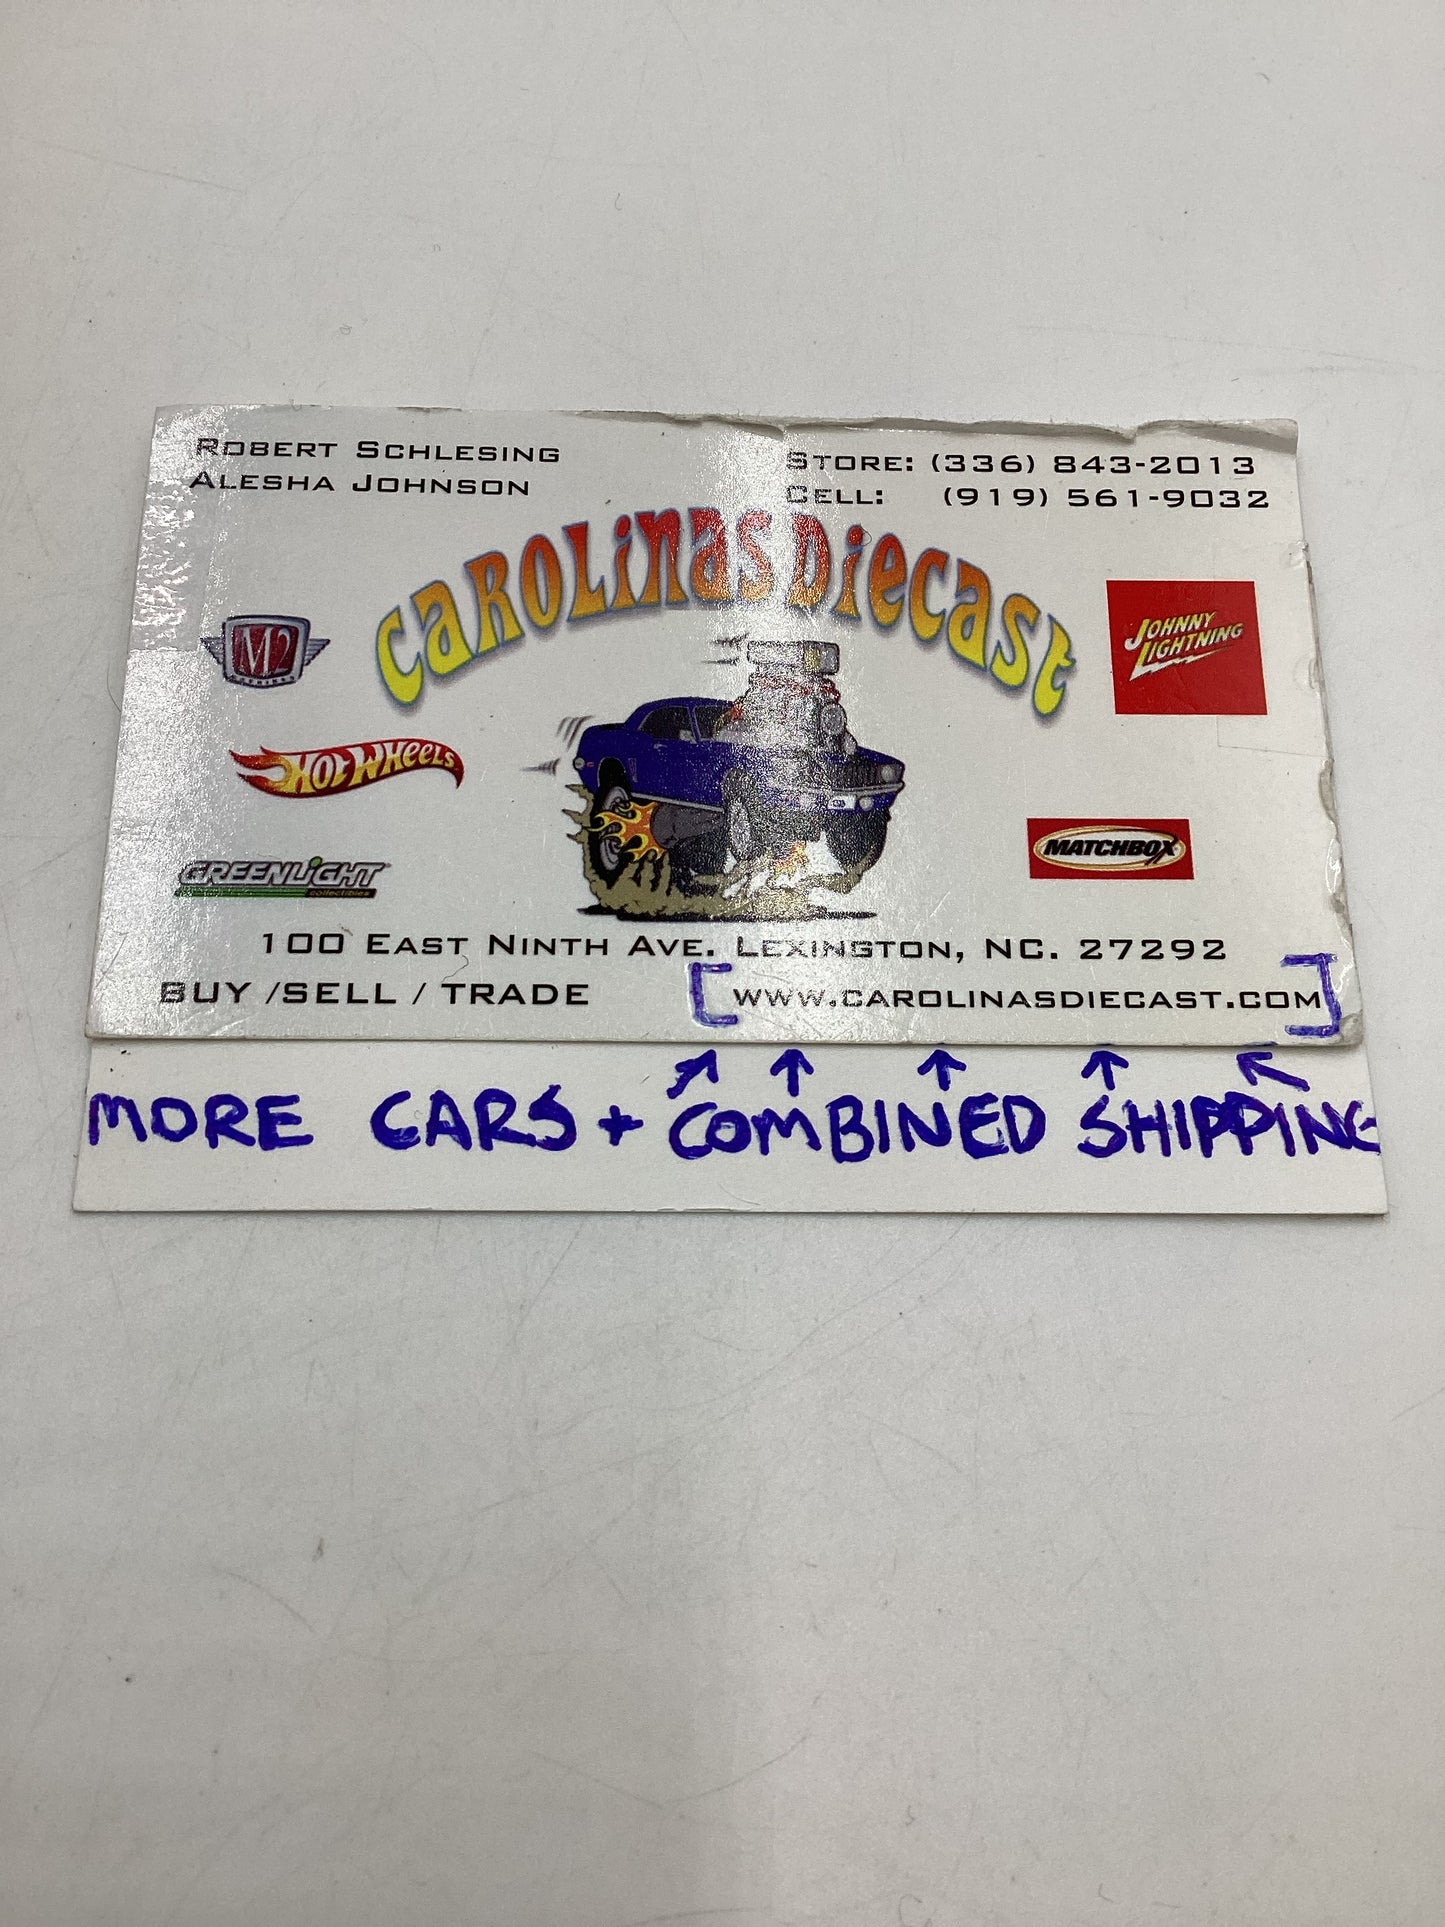 ROBERT SCHLESING
ALESHA JOHNSON
STORE: (336) 843-2013
CELL: (919) 561-9032
CAROLiNAS DiECAST
M2
MACHINES
JOHNNY
LIGHTNING
HOT WHEELS
MATCHBOX
GREENLIGHT
collectibles
100 EAST NINTH AVE. LEXINGTON, NC. 27292
BUY /SELL / TRADE [WWW.CAROLINASDIECAST.COM]
MORE CARS + COMBINED SHIPPING